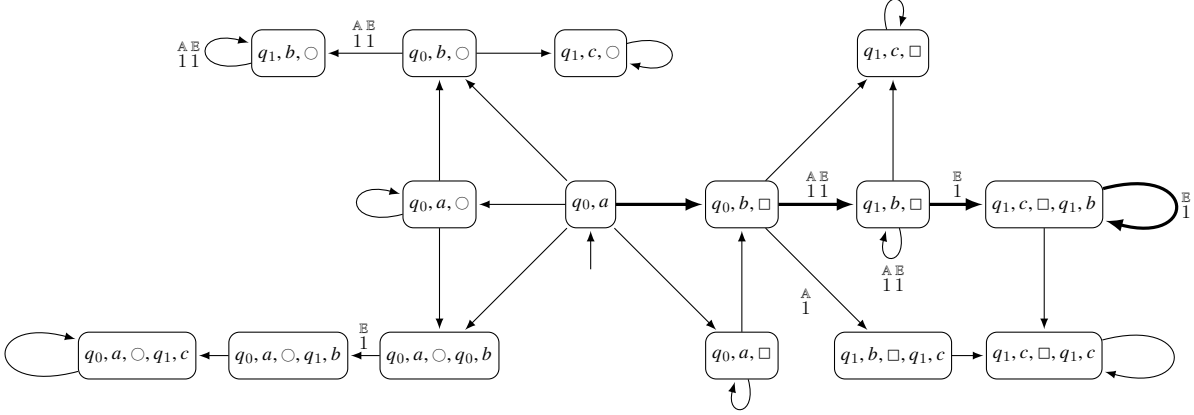 𝔸 𝔼
1 1
q₁, b, ○
𝔸 𝔼
1 1
q₀, b, ○
q₁, c, ○
q₁, c, □
q₀, a, ○
q₀, a
q₀, b, □
𝔸 𝔼
1 1
q₁, b, □
𝔼
1
q₁, c, □, q₁, b
𝔼
1
𝔸 𝔼
1 1
𝔸
1
q₀, a, ○, q₁, c
q₀, a, ○, q₁, b
𝔼
1
q₀, a, ○, q₀, b
q₀, a, □
q₁, b, □, q₁, c
q₁, c, □, q₁, c